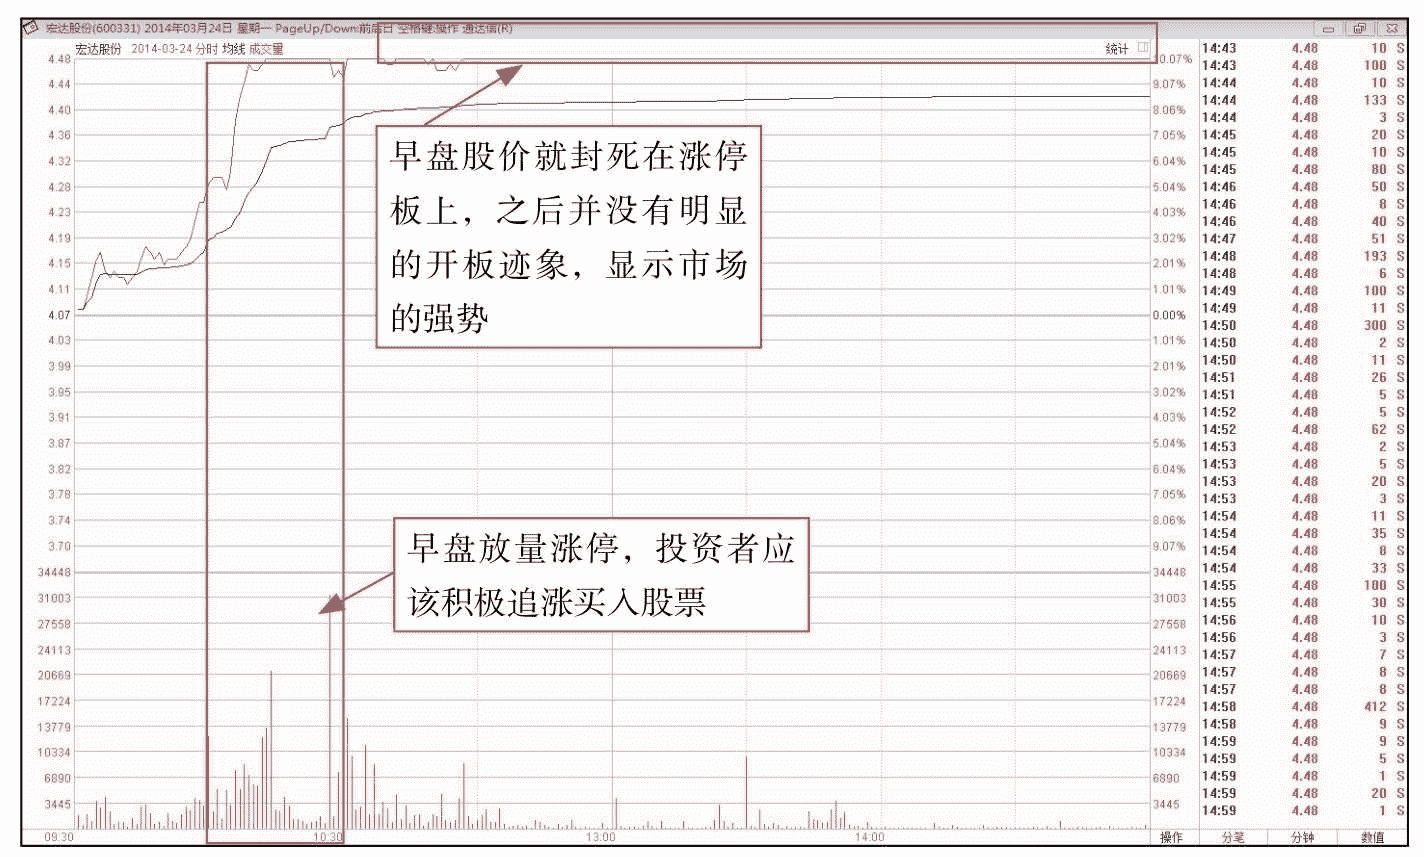 宏达股份(600331) 2014年03月24日 星期一 PageUp/Down:前后日 空格键:操作 通达信(R)
宏达股份 2014-03-24 分时 均线 成交量 统计
4.48 10.07%
4.44 9.07%
4.40 8.06%
4.36 7.05%
4.32 6.04%
4.28 5.04%
4.23 4.03%
4.19 3.02%
4.15 2.01%
4.11 1.01%
4.07 0.00%
4.03 1.01%
3.99 2.01%
3.95 3.02%
3.91 4.03%
3.87 5.04%
3.82 6.04%
3.78 7.05%
3.74 8.06%
3.70 9.07%
34448 34448
31003 31003
27558 27558
24113 24113
20669 20669
17224 17224
13779 13779
10334 10334
6890 6890
3445 3445
09:30 10:30 13:00 14:00 操作
早盘股价就封死在涨停
板上，之后并没有明显
的开板迹象，显示市场
的强势
早盘放量涨停，投资者应
该积极追涨买入股票
14:43 4.48 10 S
14:43 4.48 100 S
14:44 4.48 10 S
14:44 4.48 133 S
14:44 4.48 3 S
14:45 4.48 20 S
14:45 4.48 10 S
14:45 4.48 80 S
14:46 4.48 50 S
14:46 4.48 8 S
14:46 4.48 40 S
14:47 4.48 51 S
14:48 4.48 193 S
14:48 4.48 6 S
14:49 4.48 100 S
14:49 4.48 11 S
14:50 4.48 300 S
14:50 4.48 2 S
14:50 4.48 11 S
14:51 4.48 26 S
14:51 4.48 5 S
14:52 4.48 5 S
14:52 4.48 62 S
14:53 4.48 2 S
14:53 4.48 5 S
14:53 4.48 20 S
14:53 4.48 3 S
14:54 4.48 11 S
14:54 4.48 35 S
14:54 4.48 8 S
14:54 4.48 33 S
14:55 4.48 100 S
14:55 4.48 30 S
14:56 4.48 10 S
14:56 4.48 3 S
14:57 4.48 7 S
14:57 4.48 8 S
14:57 4.48 8 S
14:58 4.48 412 S
14:58 4.48 9 S
14:59 4.48 9 S
14:59 4.48 5 S
14:59 4.48 1 S
14:59 4.48 20 S
14:59 4.48 1 S
分笔 分钟 数值